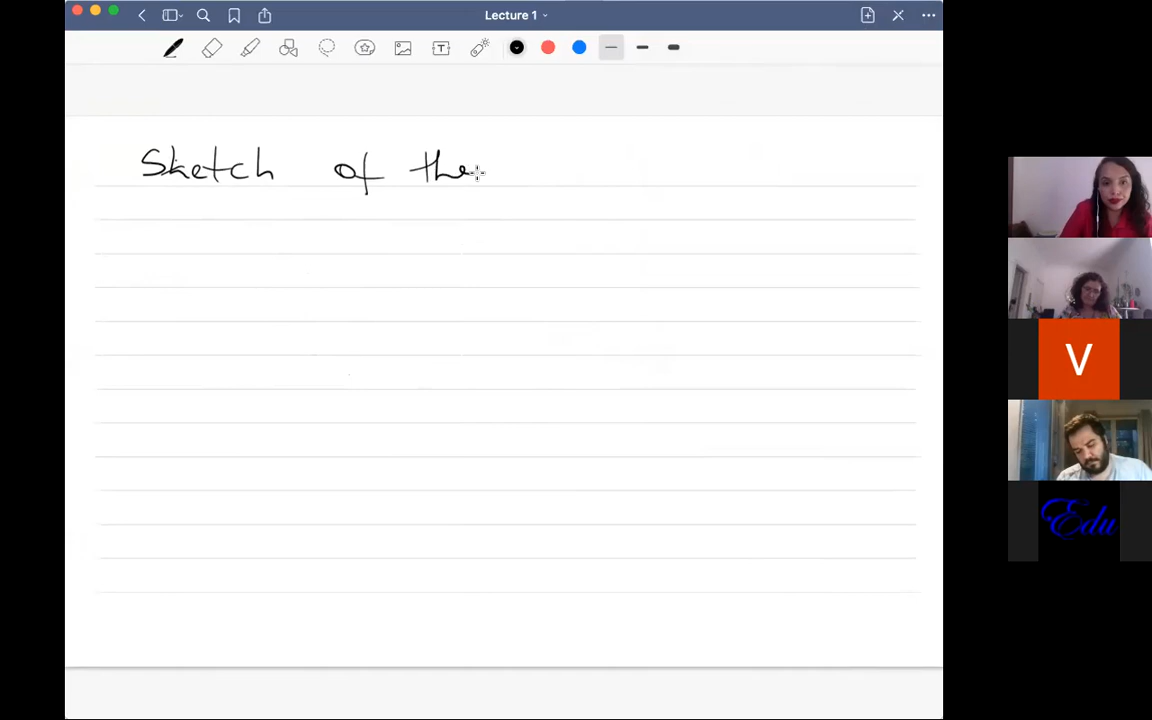 Lecture 1
T
Sketch of the
V
Edu